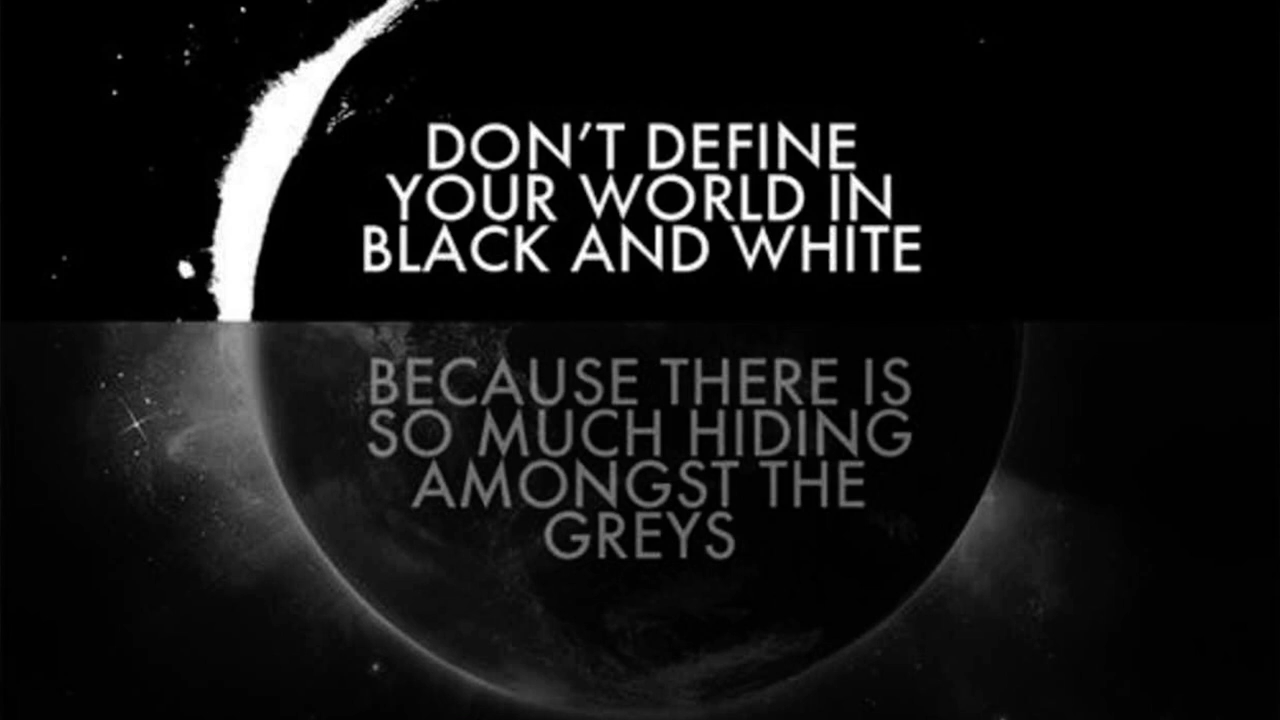 DON'T DEFINE
YOUR WORLD IN
BLACK AND WHITE
BECAUSE THERE IS
SO MUCH HIDING
AMONGST THE
GREYS